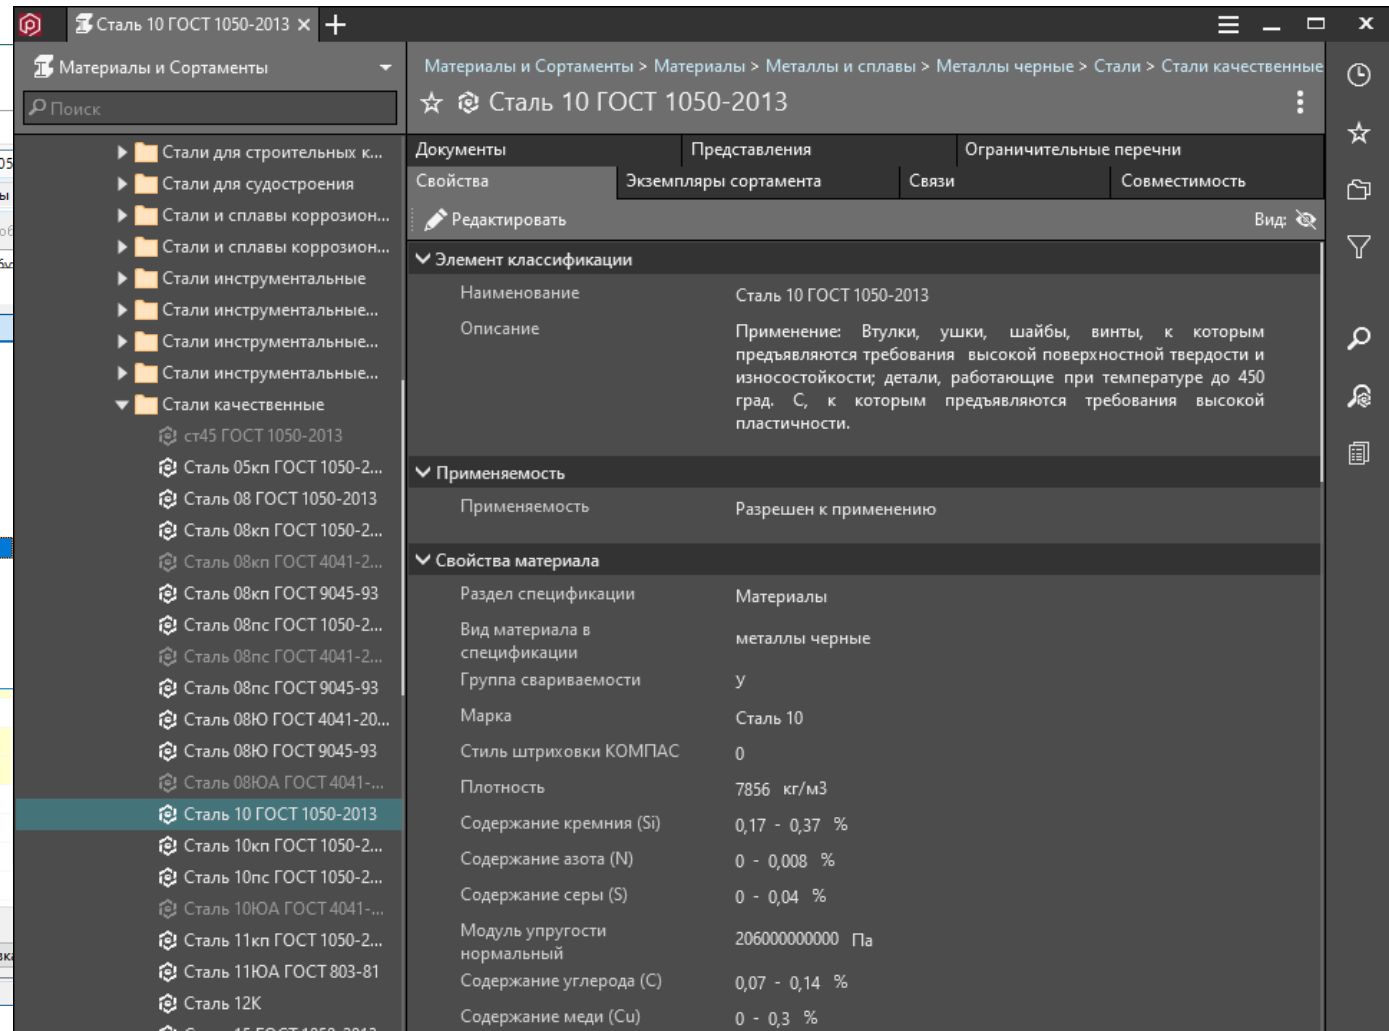 Сталь 10 ГОСТ 1050-2013
Материалы и Сортаменты
Поиск
Стали для строительных к...
Стали для судостроения
Стали и сплавы коррозион...
Стали и сплавы коррозион...
Стали инструментальные
Стали инструментальные...
Стали инструментальные...
Стали инструментальные...
Стали качественные
ст45 ГОСТ 1050-2013
Сталь 05кп ГОСТ 1050-2...
Сталь 08 ГОСТ 1050-2013
Сталь 08кп ГОСТ 1050-2...
Сталь 08кп ГОСТ 4041-2...
Сталь 08кп ГОСТ 9045-93
Сталь 08пс ГОСТ 1050-2...
Сталь 08пс ГОСТ 4041-2...
Сталь 08пс ГОСТ 9045-93
Сталь 08Ю ГОСТ 4041-20...
Сталь 08Ю ГОСТ 9045-93
Сталь 08ЮА ГОСТ 4041-...
Сталь 10 ГОСТ 1050-2013
Сталь 10кп ГОСТ 1050-2...
Сталь 10пс ГОСТ 1050-2...
Сталь 10ЮА ГОСТ 4041-...
Сталь 11кп ГОСТ 1050-2...
Сталь 11ЮА ГОСТ 803-81
Сталь 12К
Материалы и Сортаменты > Материалы > Металлы и сплавы > Металлы черные > Стали > Стали качественные
Сталь 10 ГОСТ 1050-2013
Документы Представления Ограничительные перечни
Свойства Экземпляры сортамента Связи Совместимость
Редактировать Вид:
Элемент классификации
Наименование Сталь 10 ГОСТ 1050-2013
Описание Применение: Втулки, ушки, шайбы, винты, к которым
предъявляются требования высокой поверхностной твердости и
износостойкости; детали, работающие при температуре до 450
град. С, к которым предъявляются требования высокой
пластичности.
Применяемость
Применяемость Разрешен к применению
Свойства материала
Раздел спецификации Материалы
Вид материала в
спецификации металлы черные
Группа свариваемости У
Марка Сталь 10
Стиль штриховки КОМПАС 0
Плотность 7856 кг/м3
Содержание кремния (Si) 0,17 - 0,37 %
Содержание азота (N) 0 - 0,008 %
Содержание серы (S) 0 - 0,04 %
Модуль упругости
нормальный 206000000000 Па
Содержание углерода (C) 0,07 - 0,14 %
Содержание меди (Cu) 0 - 0,3 %